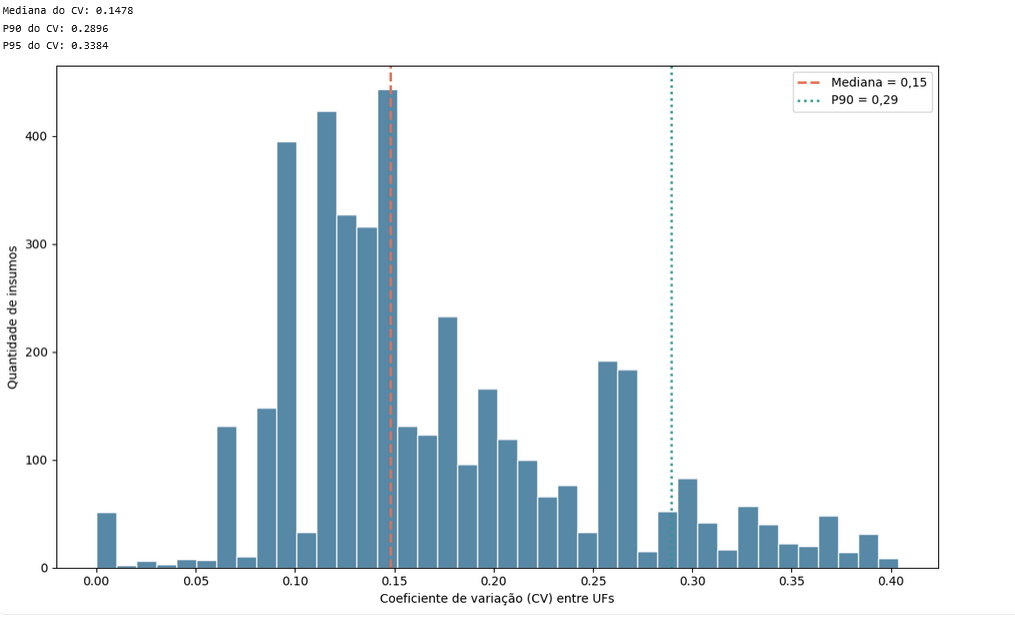 Mediana do CV: 0.1478
P90 do CV: 0.2896
P95 do CV: 0.3384
Mediana = 0,15
P90 = 0,29
Quantidade de insumos
400
300
200
100
0
0.00 0.05 0.10 0.15 0.20 0.25 0.30 0.35 0.40
Coeficiente de variação (CV) entre UFs